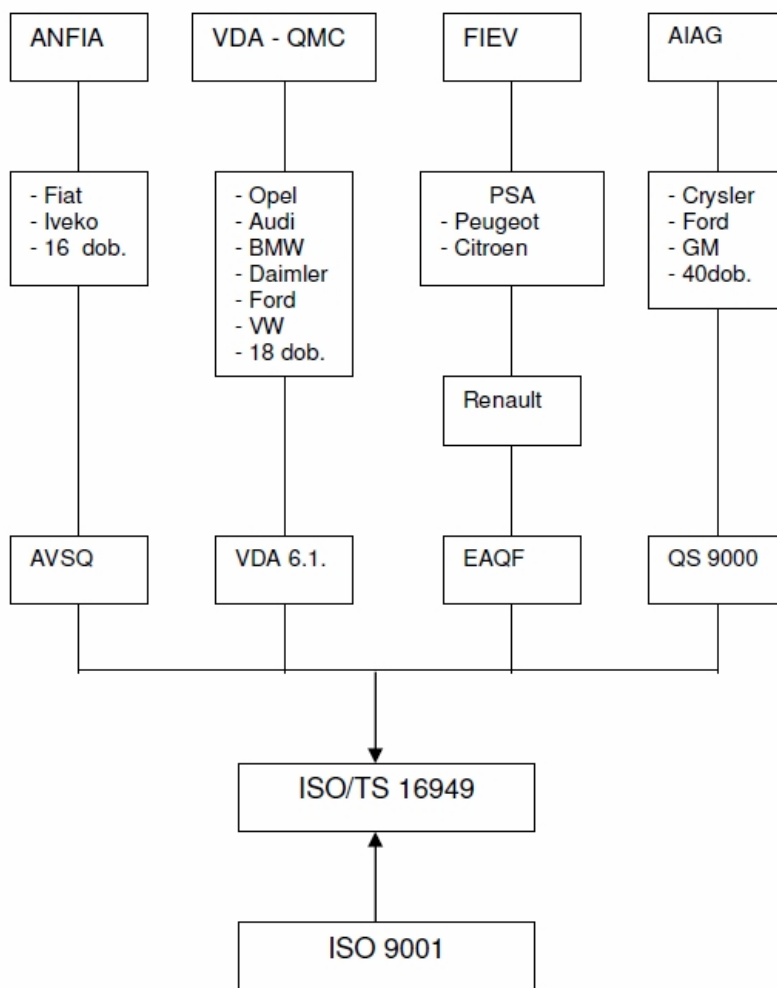 ANFIA
VDA - QMC
FIEV
AIAG
- Fiat
- Iveko
- 16 dob.
- Opel
- Audi
- BMW
- Daimler
- Ford
- VW
- 18 dob.
PSA
- Peugeot
- Citroen
- Crysler
- Ford
- GM
- 40dob.
Renault
AVSQ
VDA 6.1.
EAQF
QS 9000
ISO/TS 16949
ISO 9001